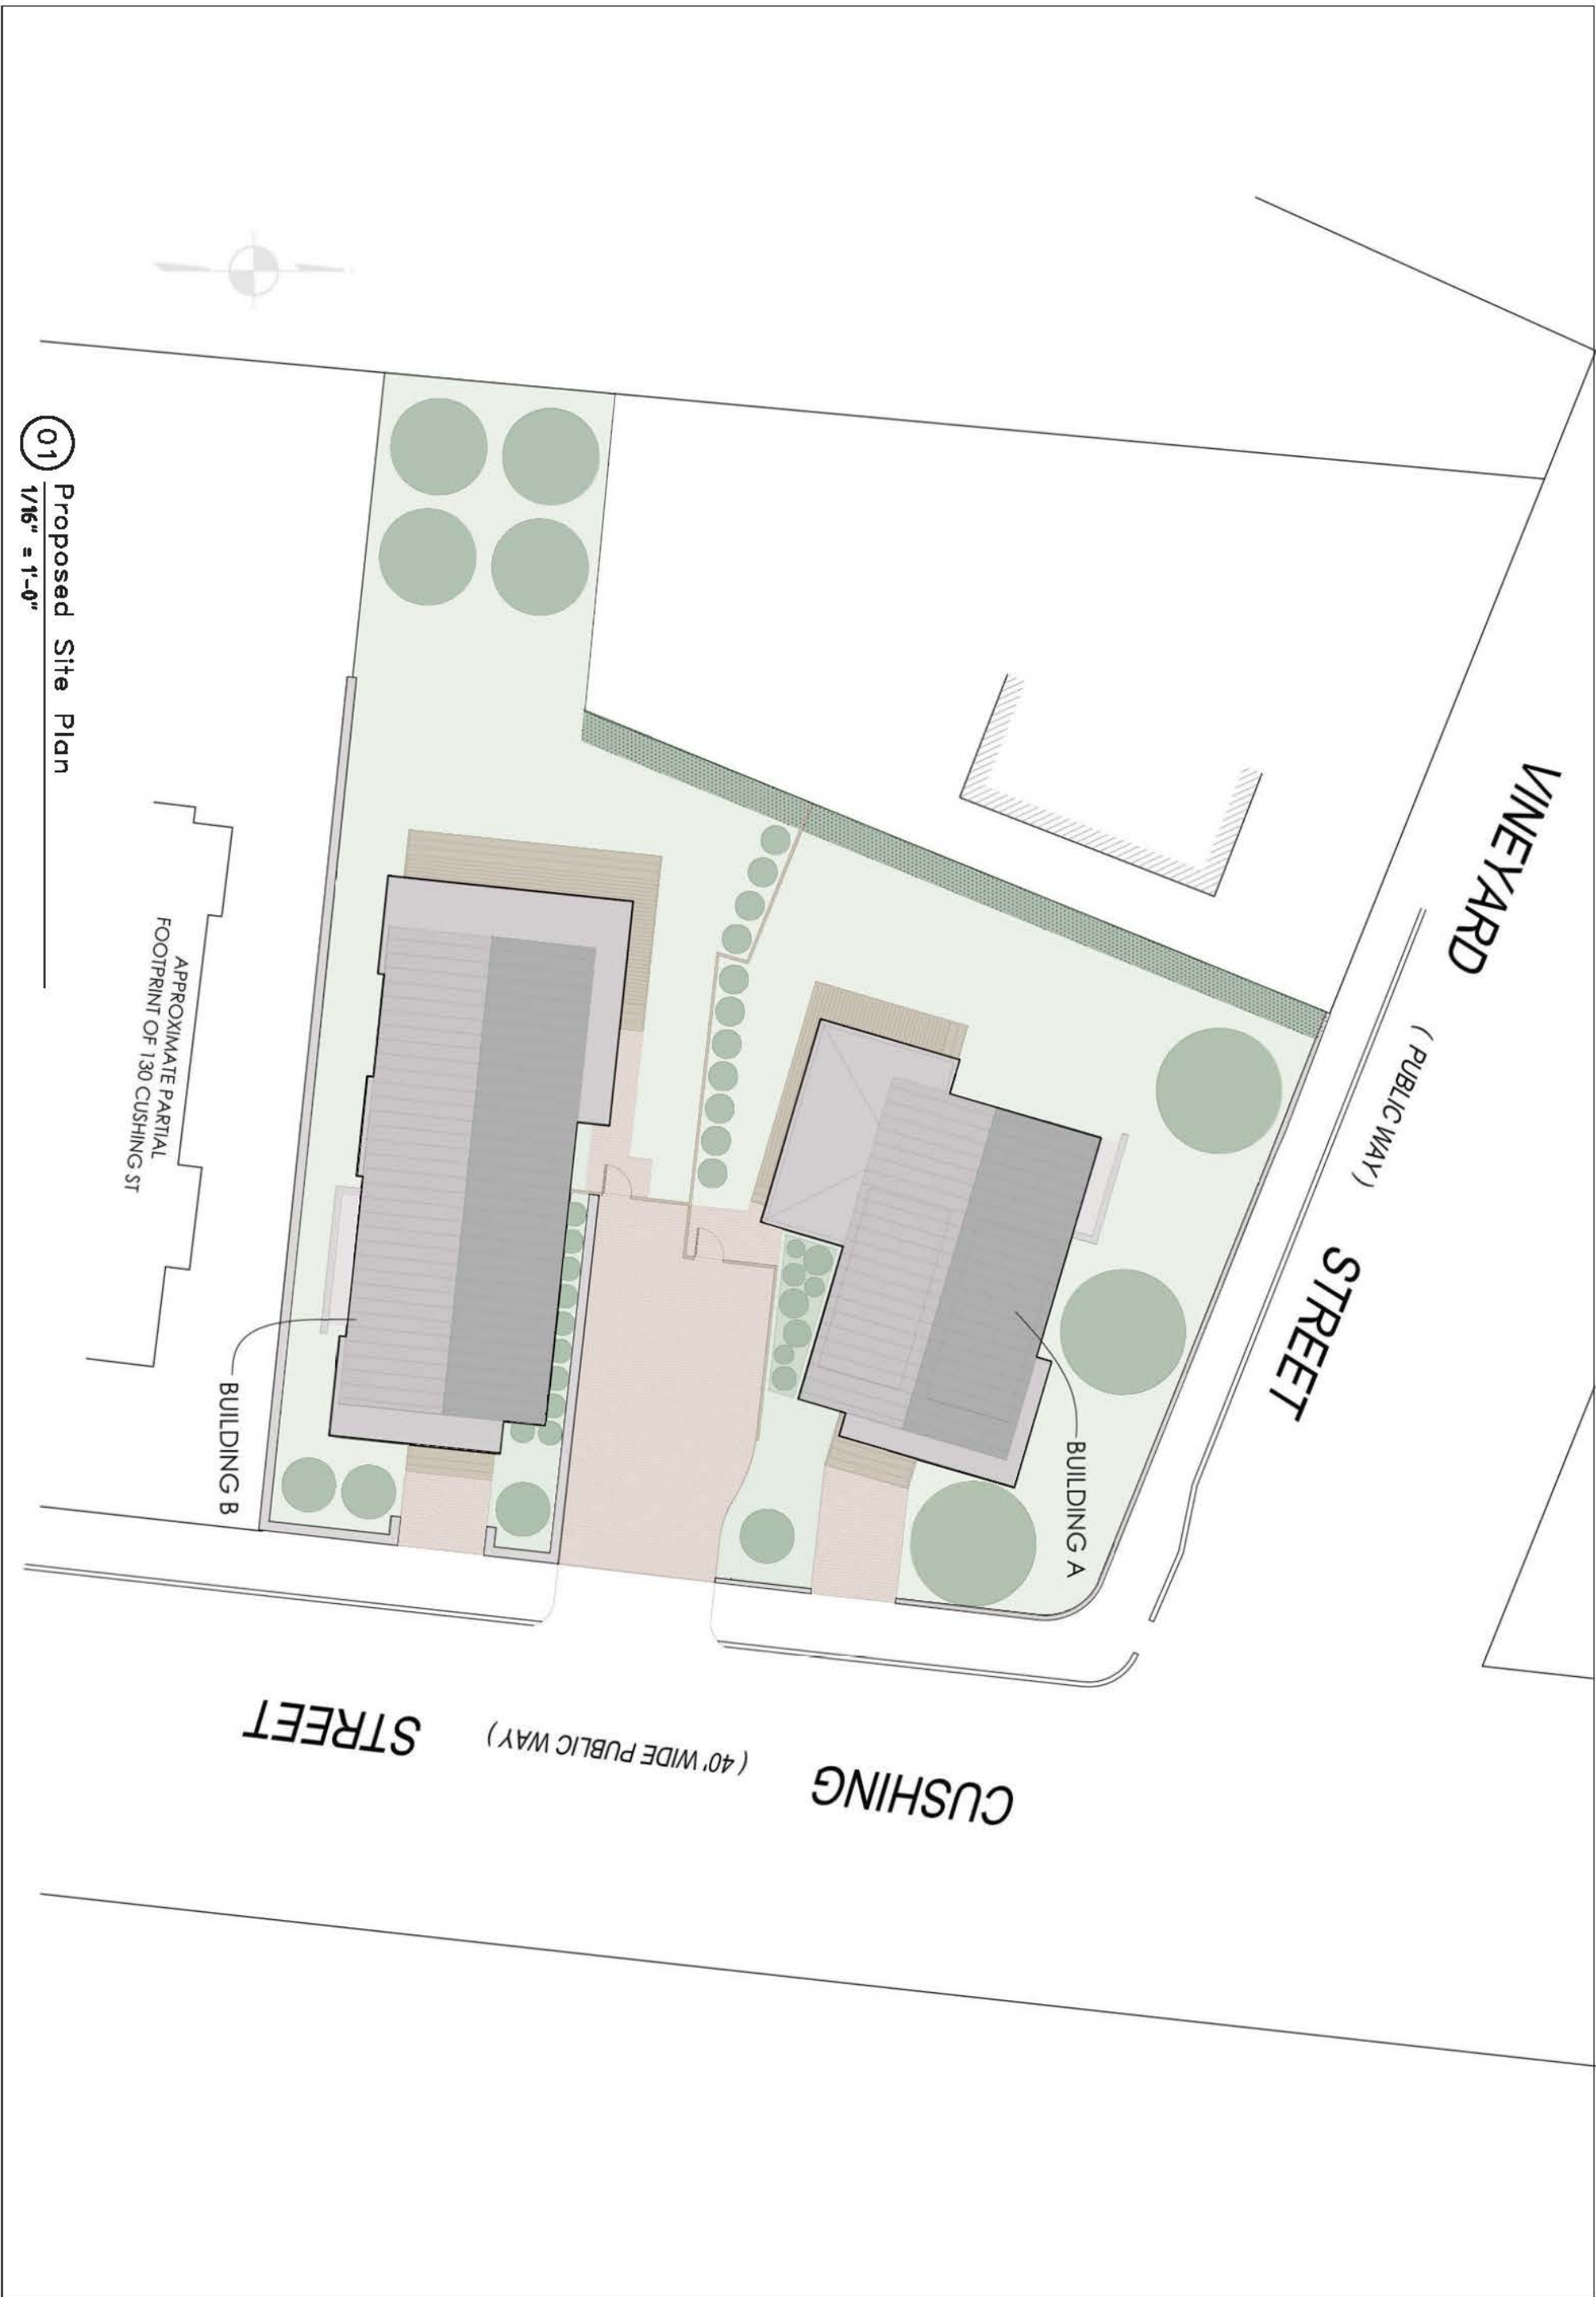 VINEYARD
( PUBLIC WAY )
STREET
BUILDING A
CUSHING
( 40' WIDE PUBLIC WAY )
STREET
BUILDING B
APPROXIMATE PARTIAL
FOOTPRINT OF 130 CUSHING ST
01
Proposed Site Plan
1/16" = 1'-0"